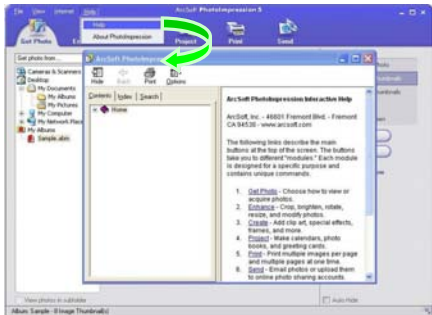 File View Internet Help
ArcSoft PhotoImpression 5
Help
About PhotoImpression
Get Photo
Project
Print
Send
Get photo from...
Cameras & Scanners
Desktop
My Documents
My Albums
My Pictures
My Computer
My Network Place
My Albums
Sample.abm
ArcSoft PhotoImpres
Hide
Back
Print
Options
Contents Index Search
Home
ArcSoft PhotoImpression Interactive Help
ArcSoft, Inc. - 46601 Fremont Blvd. - Fremont
CA 94538 - www.arcsoft.com
The following links describe the main
buttons at the top of the screen. The buttons
take you to different "modules." Each module
is designed for a specific purpose and
contains unique commands.
1. Get Photo - Choose how to view or
acquire photos.
2. Enhance - Crop, brighten, rotate,
resize, and modify photos.
3. Create - Add clip art, special effects,
frames, and more.
4. Project - Make calendars, photo
books, and greeting cards.
5. Print - Print multiple images per page
and multiple pages at one time.
6. Send - Email photos or upload them
to online photo sharing accounts.
View photos in subfolder
Auto Hide
Album: Sample - 8 Image Thumbnail(s)